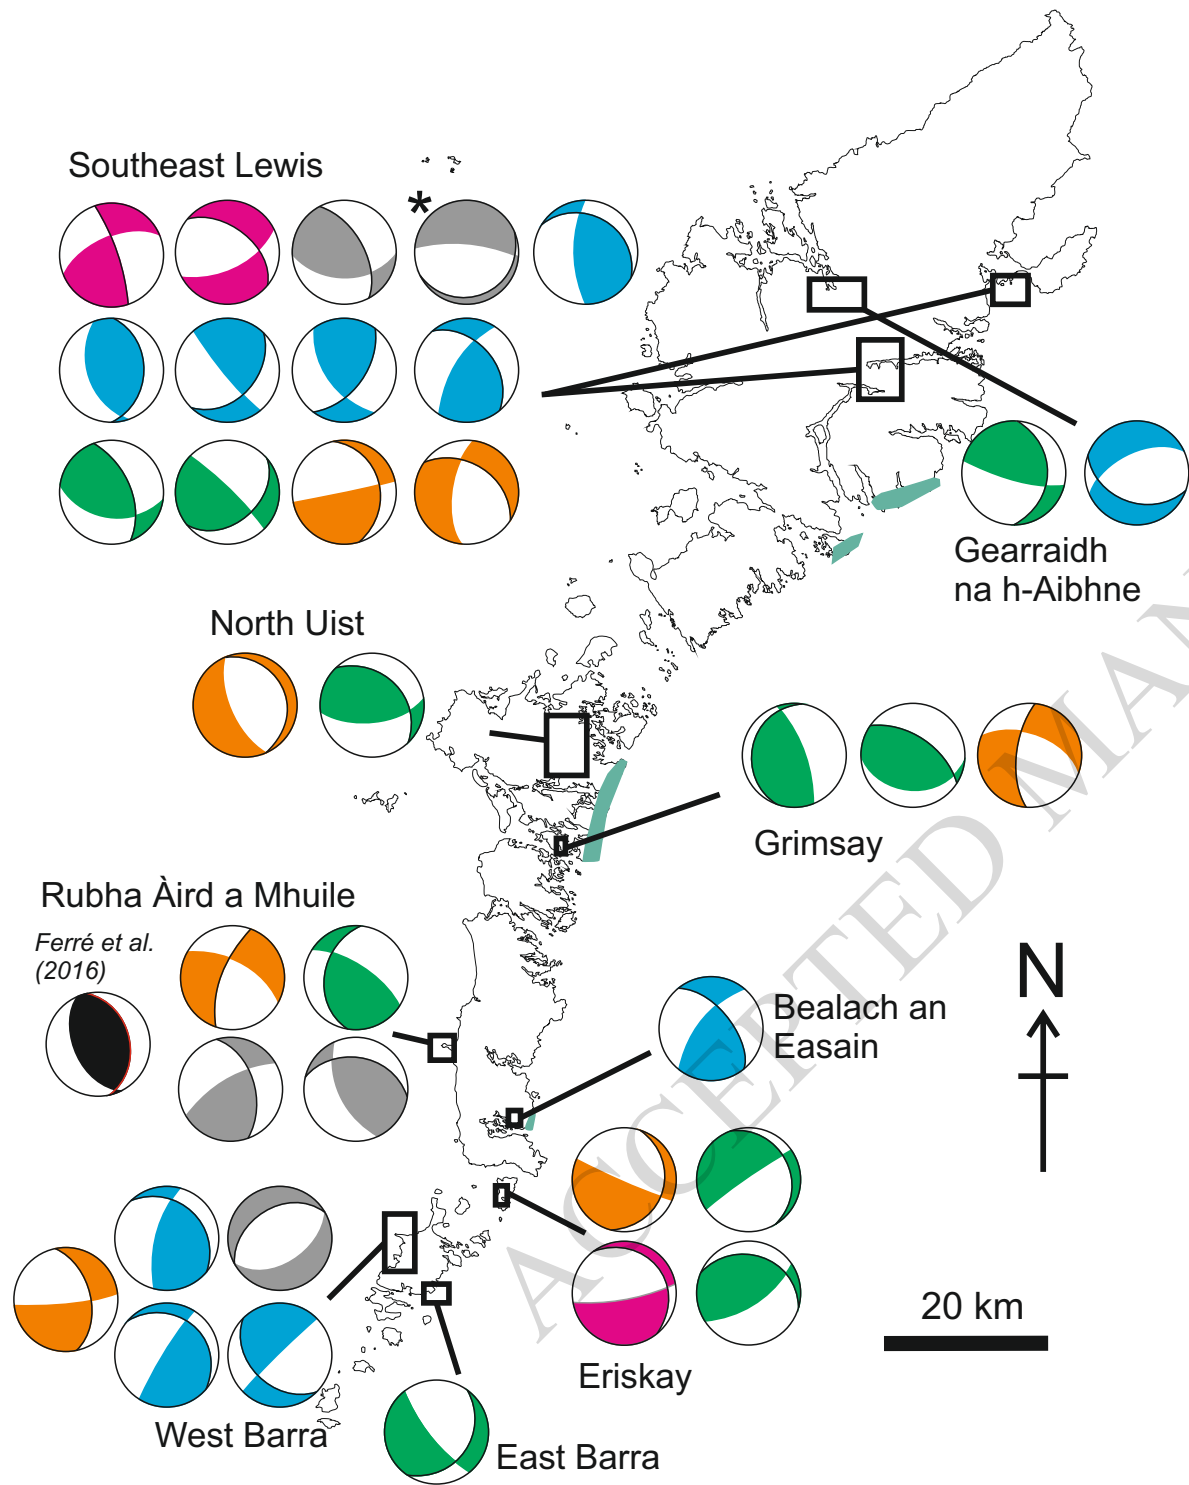 Southeast Lewis
*
Gearraidh
na h-Aibhne
North Uist
Grimsay
Rubha Àird a Mhuile
Ferré et al.
(2016)
N
Bealach an
Easain
20 km
Eriskay
West Barra
East Barra
ACCEPTED MAN